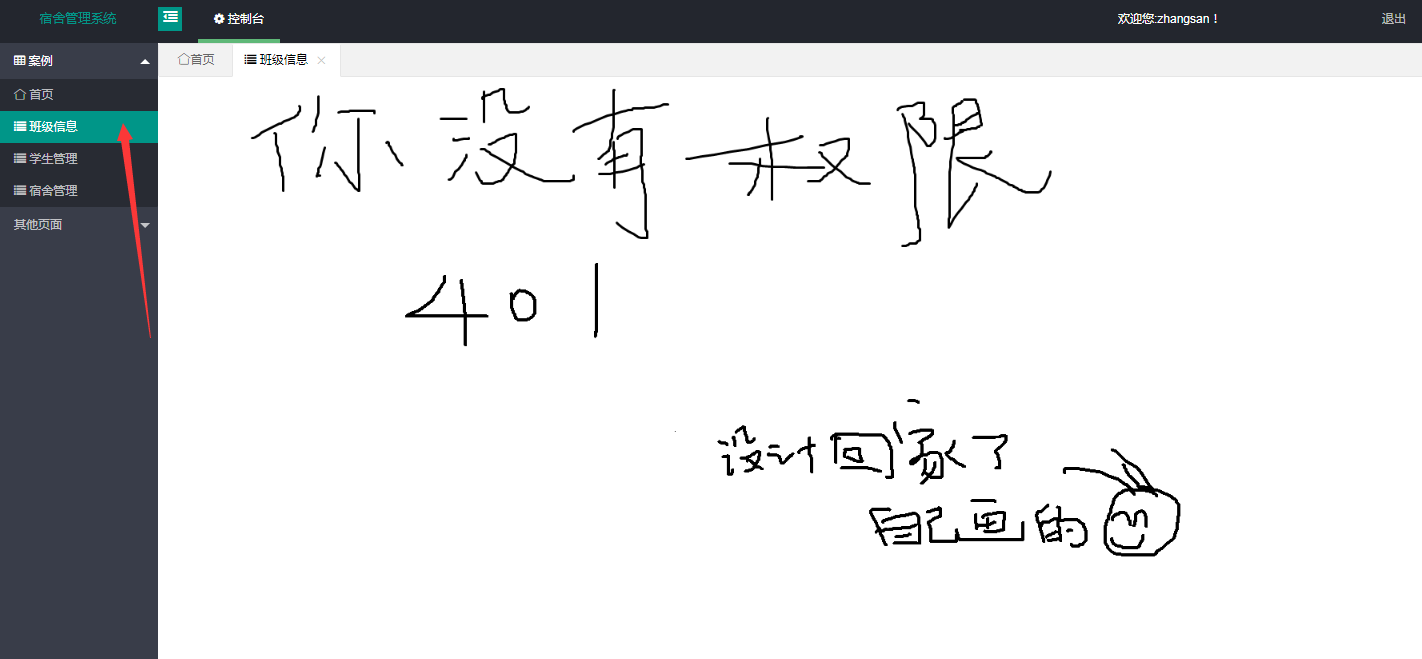 宿舍管理系统
控制台
欢迎您:zhangsan！
退出
案例
首页
班级信息
学生管理
宿舍管理
其他页面
首页
班级信息
你没有权限
401
设计回家了
自己画的